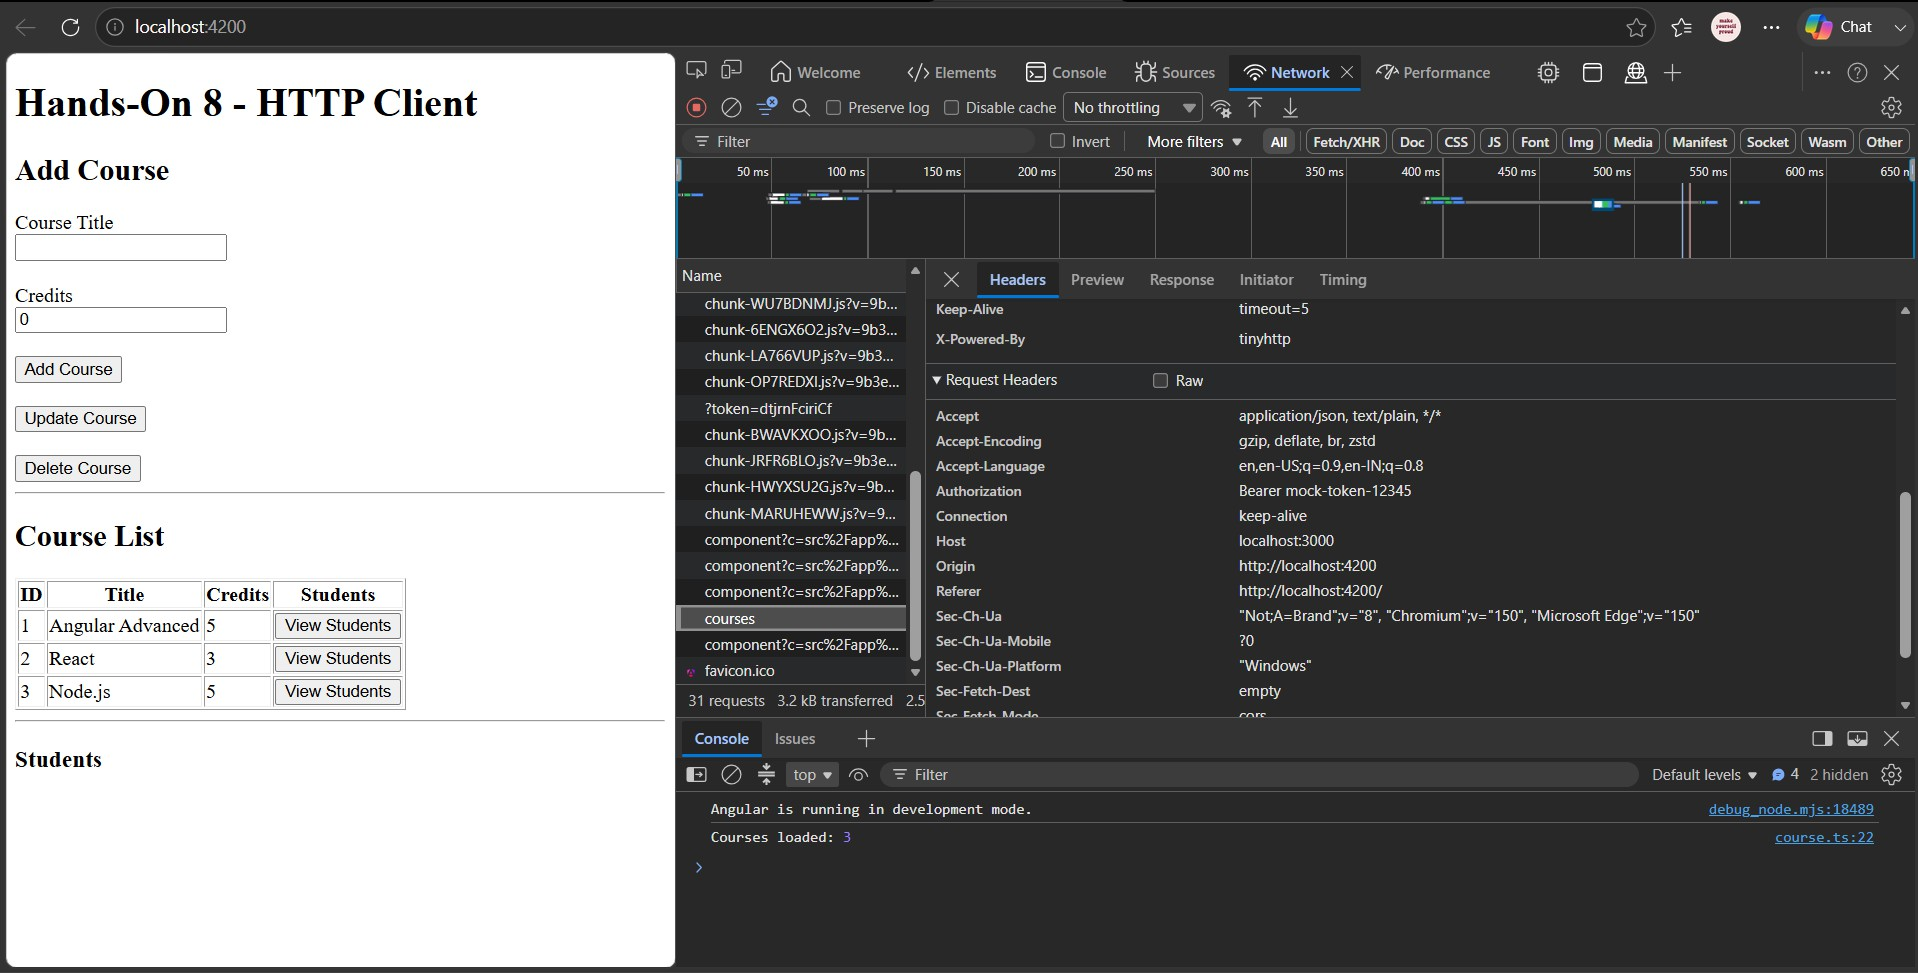 localhost:4200
Chat
Hands-On 8 - HTTP Client
Add Course
Course Title
Credits
0
Add Course
Update Course
Delete Course
Course List
ID Title Credits Students
1 Angular Advanced 5 View Students
2 React 3 View Students
3 Node.js 5 View Students
Students
Welcome Elements Console Sources Network Performance
Preserve log Disable cache No throttling
Filter Invert More filters All Fetch/XHR Doc CSS JS Font Img Media Manifest Socket Wasm Other
50 ms 100 ms 150 ms 200 ms 250 ms 300 ms 350 ms 400 ms 450 ms 500 ms 550 ms 600 ms 650 n
Name
chunk-WU7BDNMJ.js?v=9b...
chunk-6ENGX6O2.js?v=9b3...
chunk-LA766VUP.js?v=9b3...
chunk-OP7REDXI.js?v=9b3e...
?token=dtjrnFciriCf
chunk-BWAVKXOO.js?v=9b...
chunk-JRFR6BLO.js?v=9b3e...
chunk-HWYXSU2G.js?v=9b...
chunk-MARUHEWW.js?v=9...
component?c=src%2Fapp%...
component?c=src%2Fapp%...
component?c=src%2Fapp%...
courses
component?c=src%2Fapp%...
favicon.ico
31 requests 3.2 kB transferred 2.5
Headers Preview Response Initiator Timing
Keep-Alive timeout=5
X-Powered-By tinyhttp
Request Headers Raw
Accept application/json, text/plain, */*
Accept-Encoding gzip, deflate, br, zstd
Accept-Language en,en-US;q=0.9,en-IN;q=0.8
Authorization Bearer mock-token-12345
Connection keep-alive
Host localhost:3000
Origin http://localhost:4200
Referer http://localhost:4200/
Sec-Ch-Ua "Not;A=Brand";v="8", "Chromium";v="150", "Microsoft Edge";v="150"
Sec-Ch-Ua-Mobile ?0
Sec-Ch-Ua-Platform "Windows"
Sec-Fetch-Dest empty
Sec-Fetch-Mode cors
Console Issues
top Filter Default levels 4 2 hidden
Angular is running in development mode. debug_node.mjs:18489
Courses loaded: 3 course.ts:22